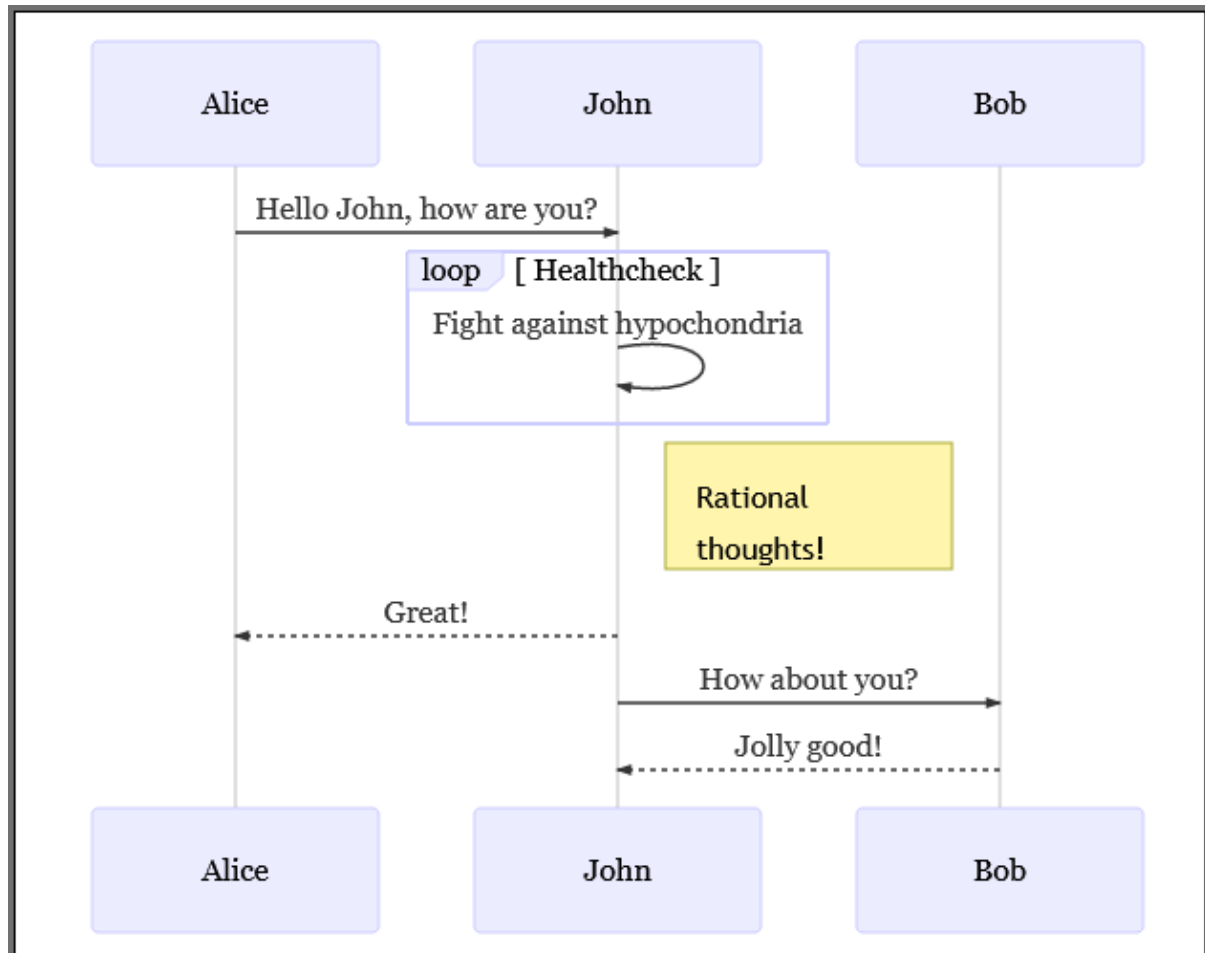 Alice
John
Bob
Hello John, how are you?
loop
[ Healthcheck ]
Fight against hypochondria
Rational
thoughts!
Great!
How about you?
Jolly good!
Alice
John
Bob